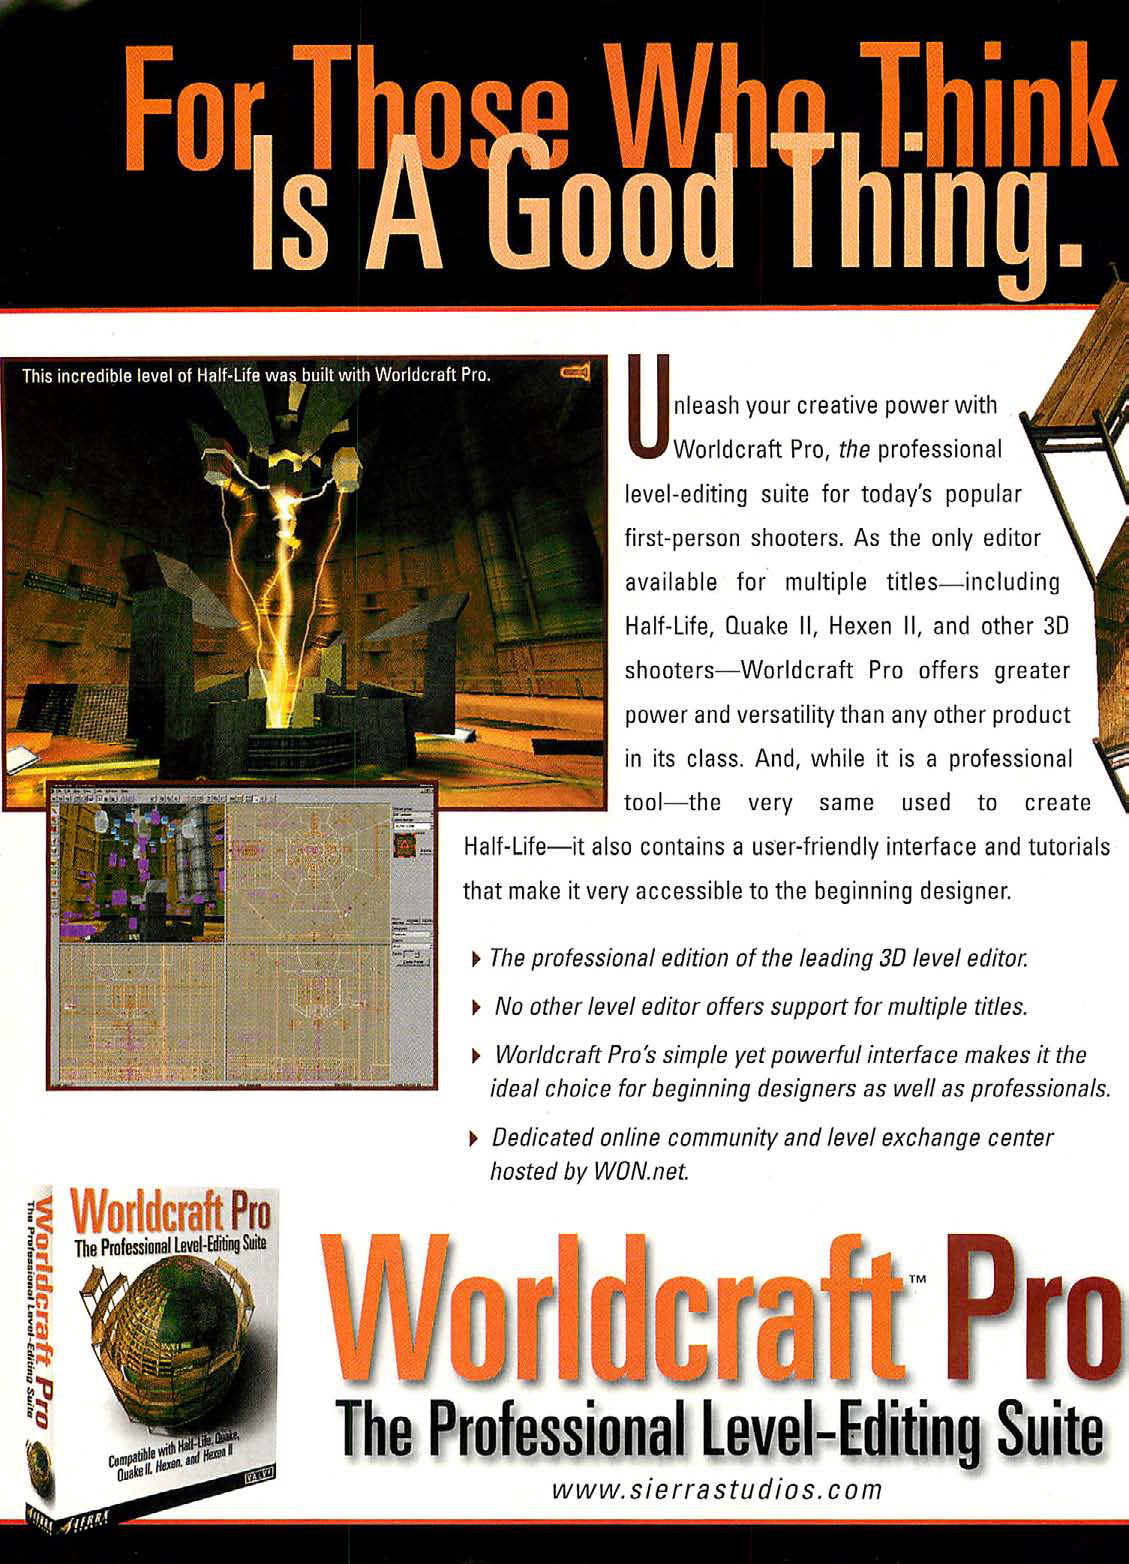 For Those Who Think
Is A Good Thing.
This incredible level of Half-Life was built with Worldcraft Pro.
Unleash your creative power with
Worldcraft Pro, the professional
level-editing suite for today's popular
first-person shooters. As the only editor
available for multiple titles—including
Half-Life, Quake II, Hexen II, and other 3D
shooters—Worldcraft Pro offers greater
power and versatility than any other product
in its class. And, while it is a professional
tool—the very same used to create
Half-Life—it also contains a user-friendly interface and tutorials
that make it very accessible to the beginning designer.
The professional edition of the leading 3D level editor.
No other level editor offers support for multiple titles.
Worldcraft Pro's simple yet powerful interface makes it the
ideal choice for beginning designers as well as professionals.
Dedicated online community and level exchange center
hosted by WON.net.
Worldcraft Pro
The Professional Level-Editing Suite
Worldcraft Pro
The Professional Level-Editing Suite
Compatible with Half-Life, Quake,
Quake II, Hexen, and Hexen II
VALVE
SIERRA
SIERRA
Worldcraft™ Pro
The Professional Level-Editing Suite
www.sierrastudios.com